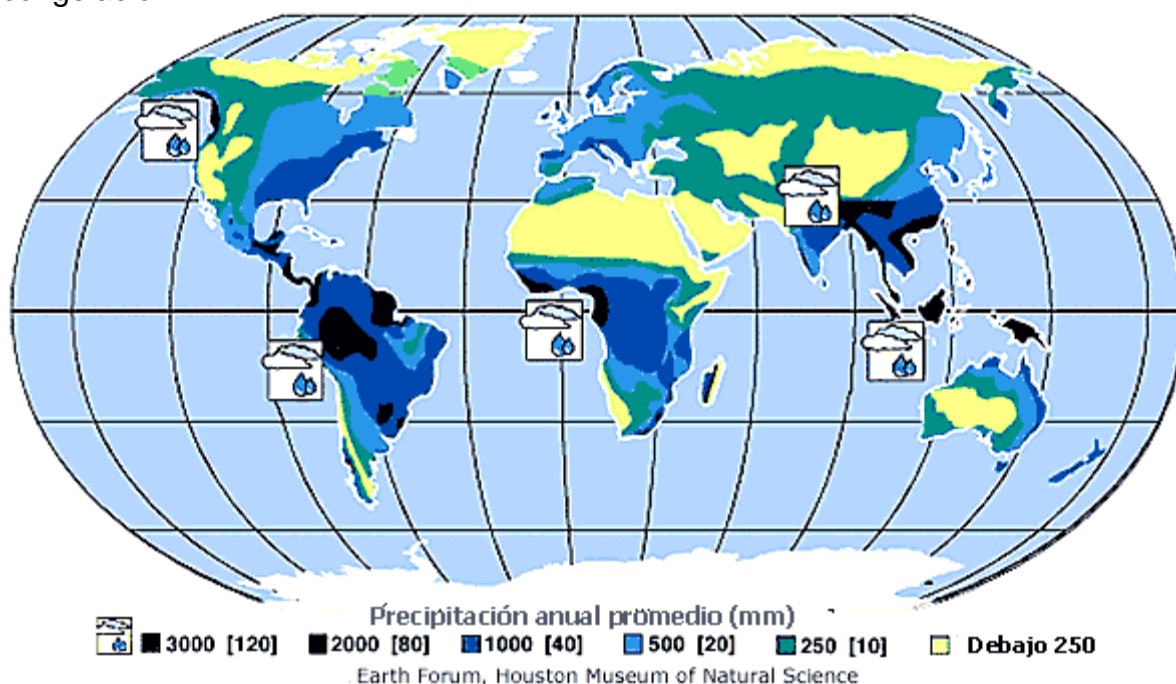 Precipitación anual promedio (mm)
3000 [120] 2000 [80] 1000 [40] 500 [20] 250 [10] Debajo 250
Earth Forum, Houston Museum of Natural Science